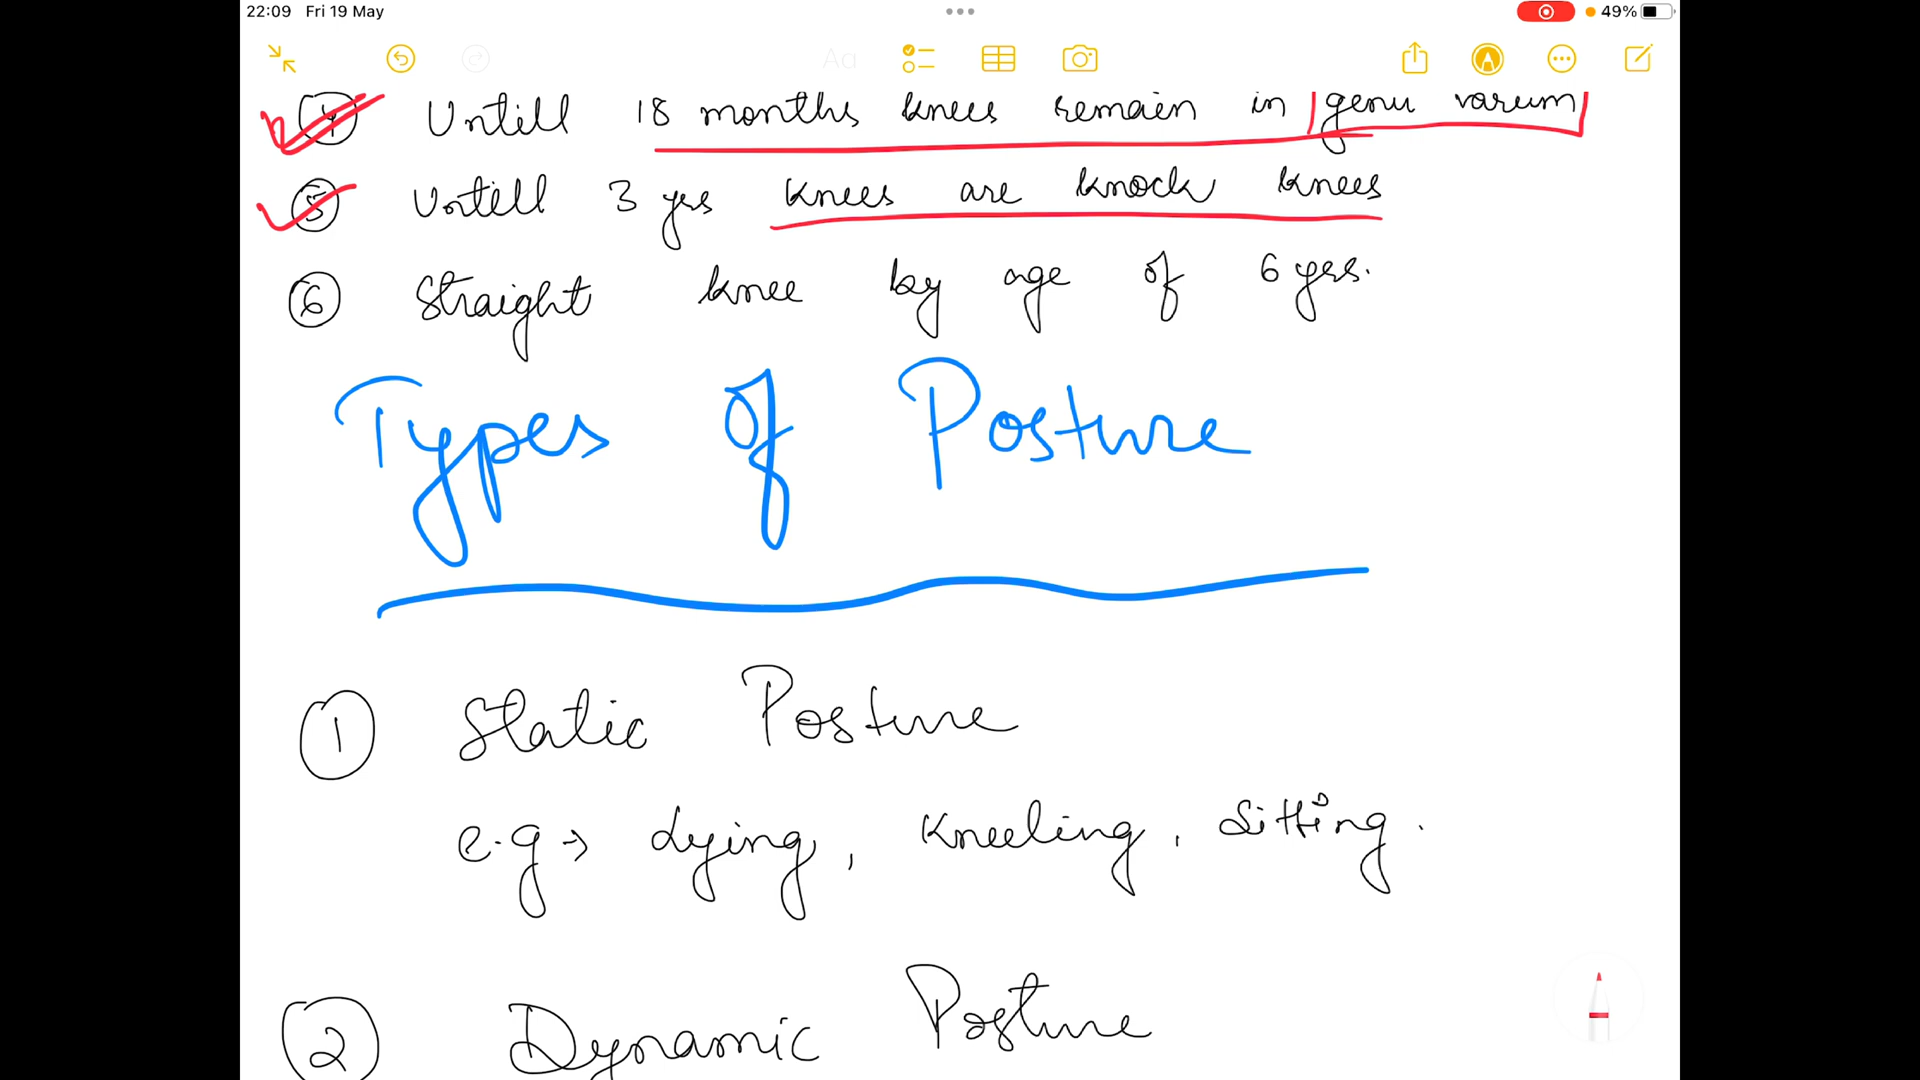 22:09 Fri 19 May
49%
Aa
4 Untill 18 months knees remain in genu varum
5 Untill 3 yrs knees are knock knees
6 Straight knee by age of 6 yrs.
Types of Posture
1 Static Posture
e.g → Lying, Kneeling, Sitting.
2 Dynamic Posture